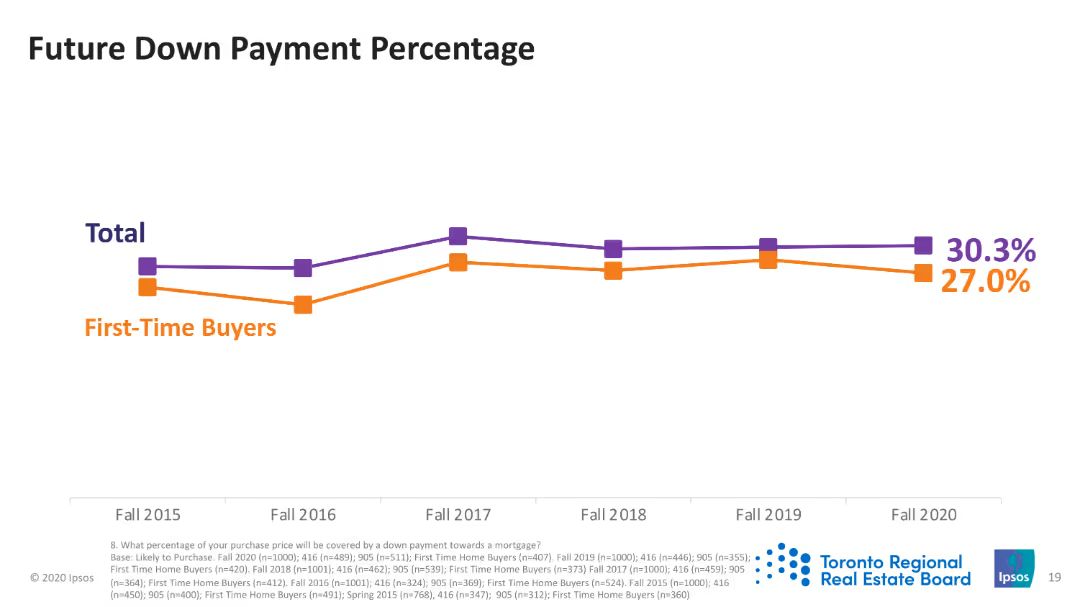 Future Down Payment Percentage
Total
30.3%
27.0%
First-Time Buyers
Fall 2015 Fall 2016 Fall 2017 Fall 2018 Fall 2019 Fall 2020
8. What percentage of your purchase price will be covered by a down payment towards a mortgage?
Base: Likely to Purchase. Fall 2020 (n=1000); 416 (n=489); 905 (n=511); First Time Home Buyers (n=407). Fall 2019 (n=1000); 416 (n=446); 905 (n=355);
First Time Home Buyers (n=420). Fall 2018 (n=1001); 416 (n=462); 905 (n=539); First Time Home Buyers (n=373) Fall 2017 (n=1000); 416 (n=459); 905
(n=364); First Time Home Buyers (n=412). Fall 2016 (n=1001); 416 (n=324); 905 (n=369); First Time Home Buyers (n=524). Fall 2015 (n=1000); 416
(n=450); 905 (n=400); First Time Home Buyers (n=491); Spring 2015 (n=768), 416 (n=347); 905 (n=312); First Time Home Buyers (n=360)
© 2020 Ipsos
Toronto Regional
Real Estate Board
Ipsos
19